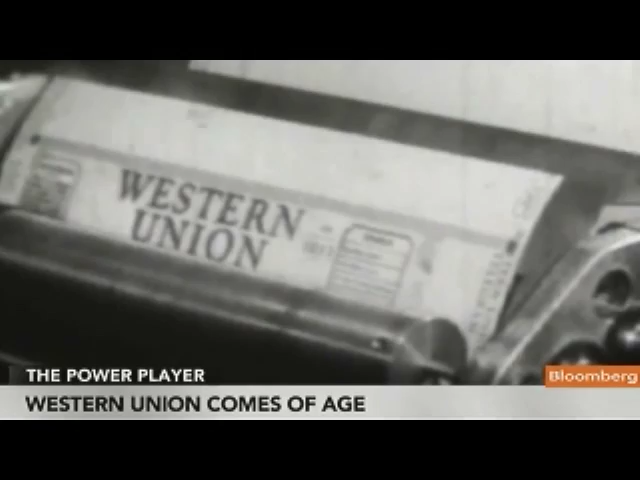 WESTERN
UNION
THE POWER PLAYER
Bloomberg
WESTERN UNION COMES OF AGE